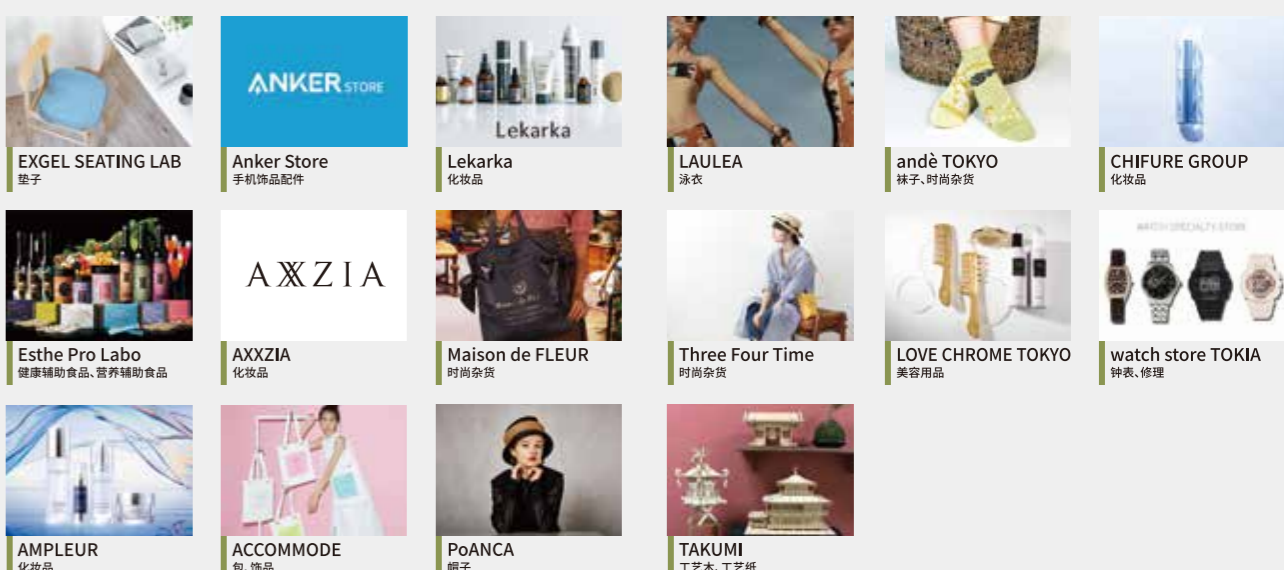 ANKER STORE
Lekarka
EXGEL SEATING LAB
垫子
Anker Store
手机饰品配件
Lekarka
化妆品
LAULEA
泳衣
andè TOKYO
袜子、时尚杂货
CHIFURE GROUP
化妆品
AXXZIA
WATCH SPECIALTY STORE
Esthe Pro Labo
健康辅助食品、营养辅助食品
AXXZIA
化妆品
Maison de FLEUR
时尚杂货
Three Four Time
时尚杂货
LOVE CHROME TOKYO
美容用品
watch store TOKIA
钟表、修理
AMPLEUR
化妆品
ACCOMMODE
包、饰品
PoANCA
帽子
TAKUMI
工艺木、工艺纸